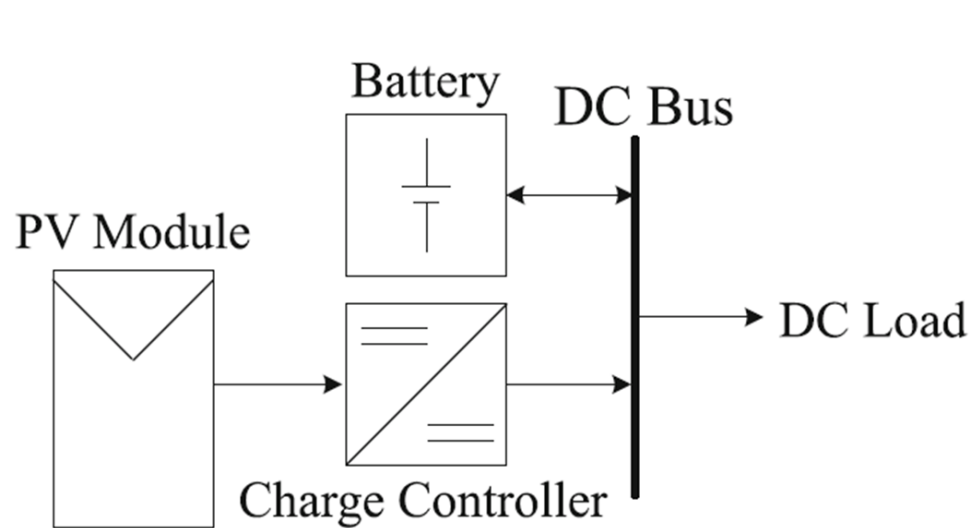 Battery
DC Bus
PV Module
DC Load
Charge Controller